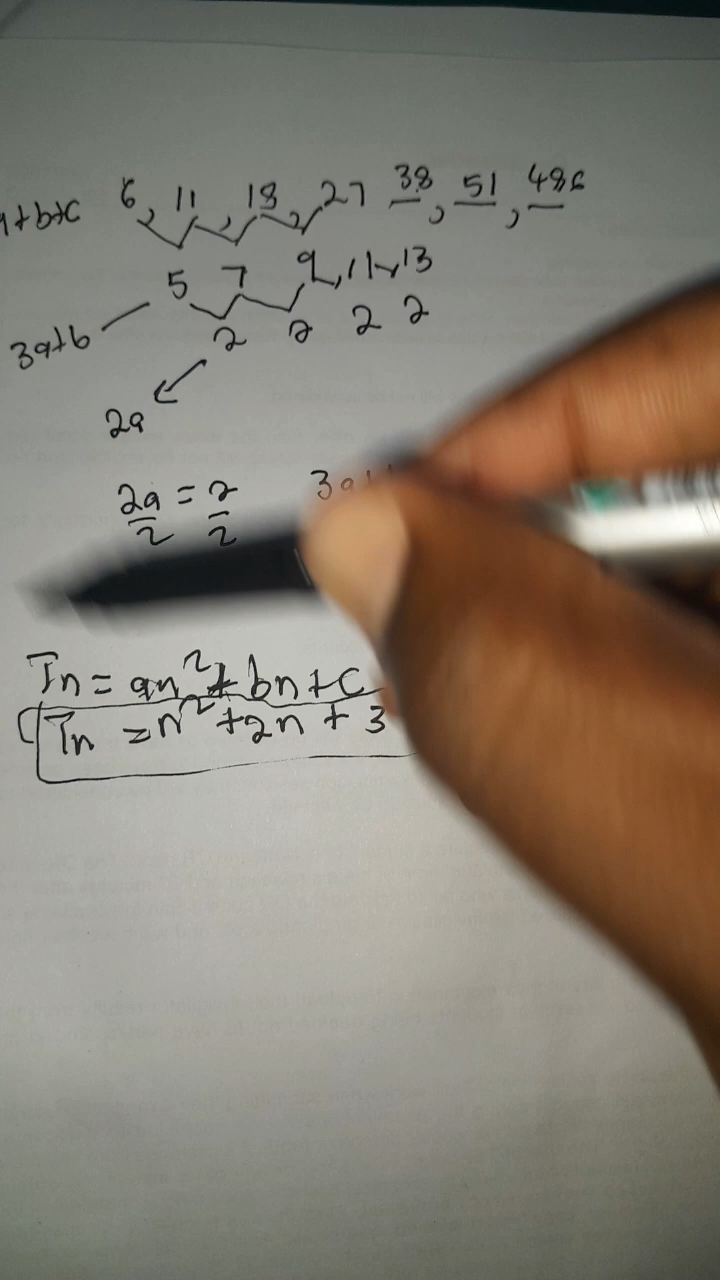 a+b+c 6, 11, 18, 27 38, 51, 486
5 7 9, 11, 13
3a+b 2 2 2 2
2a
2a = 2 3a+
2 2
Tn = an² + bn + c
Tn = n² + 2n + 3